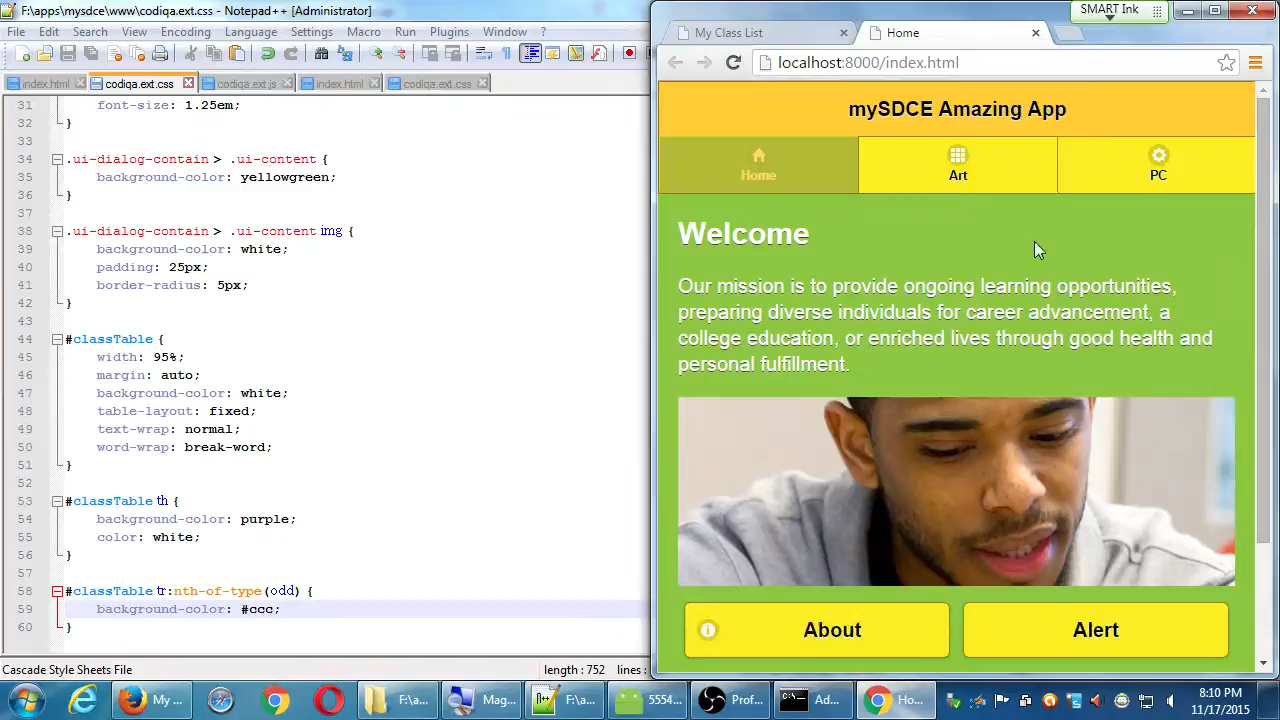 F:\apps\mysdce\www\codiqa.ext.css - Notepad++ [Administrator]
File Edit Search View Encoding Language Settings Macro Run Plugins Window ?
index.html codiqa.ext.css codiqa.ext.js index.html codiqa.ext.css
31 font-size: 1.25em;
32 }
33
34 .ui-dialog-contain > .ui-content {
35 background-color: yellowgreen;
36 }
37
38 .ui-dialog-contain > .ui-content img {
39 background-color: white;
40 padding: 25px;
41 border-radius: 5px;
42 }
43
44 #classTable {
45 width: 95%;
46 margin: auto;
47 background-color: white;
48 table-layout: fixed;
49 text-wrap: normal;
50 word-wrap: break-word;
51 }
52
53 #classTable th {
54 background-color: purple;
55 color: white;
56 }
57
58 #classTable tr:nth-of-type(odd) {
59 background-color: #ccc;
60 }
Cascade Style Sheets File length : 752 lines :
SMART Ink
My Class List Home
localhost:8000/index.html
mySDCE Amazing App
Home Art PC
Welcome
Our mission is to provide ongoing learning opportunities,
preparing diverse individuals for career advancement, a
college education, or enriched lives through good health and
personal fulfillment.
About Alert
My ... F:\a... Mag... F:\a... 5554... Prof... Ad... Ho...
8:10 PM
11/17/2015